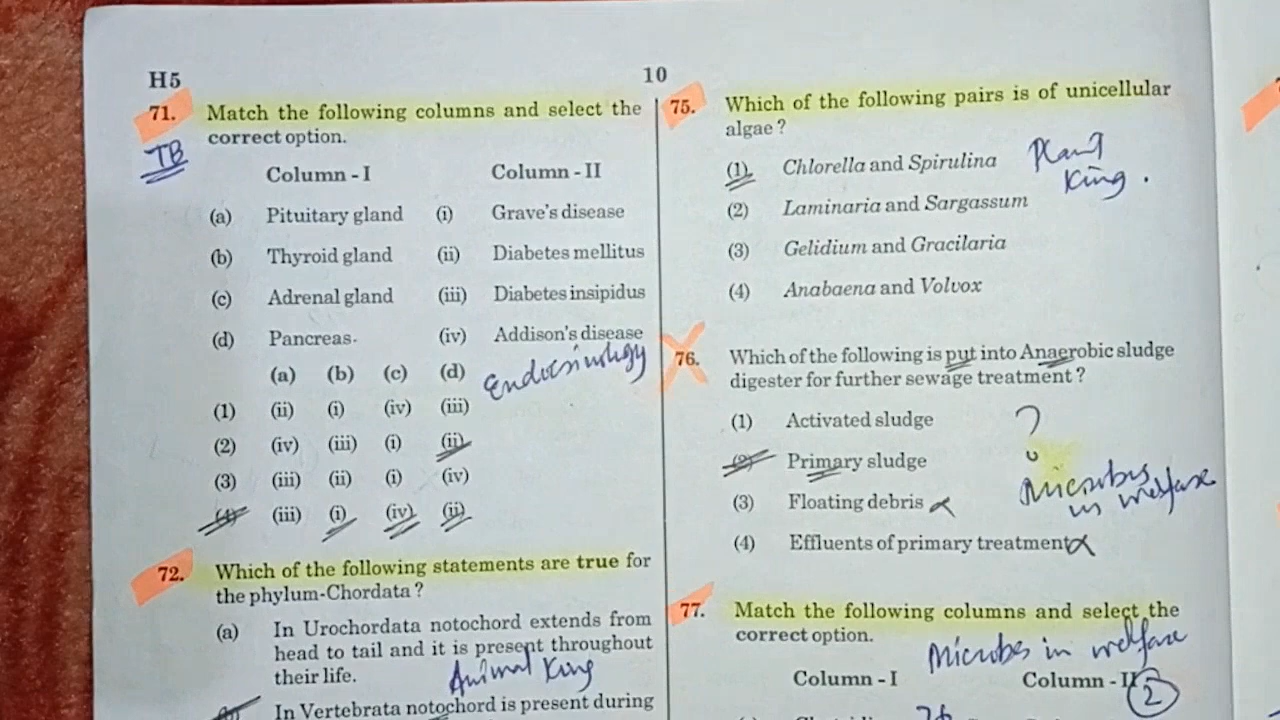 H5
10
71. Match the following columns and select the
correct option.
TB
Column - I Column - II
(a) Pituitary gland (i) Grave's disease
(b) Thyroid gland (ii) Diabetes mellitus
(c) Adrenal gland (iii) Diabetes insipidus
(d) Pancreas (iv) Addison's disease
(a) (b) (c) (d)
(1) (ii) (i) (iv) (iii)
(2) (iv) (iii) (i) (ii)
(3) (iii) (ii) (i) (iv)
(4) (iii) (i) (iv) (ii)
72. Which of the following statements are true for
the phylum-Chordata ?
(a) In Urochordata notochord extends from
head to tail and it is present throughout
their life.
Animal King
(b) In Vertebrata notochord is present during
75. Which of the following pairs is of unicellular
algae ?
(1) Chlorella and Spirulina
Plant
King.
(2) Laminaria and Sargassum
(3) Gelidium and Gracilaria
(4) Anabaena and Volvox
76. Which of the following is put into Anaerobic sludge
digester for further sewage treatment ?
(1) Activated sludge ?
(2) Primary sludge
(3) Floating debris
Microbes
in welfare
(4) Effluents of primary treatment
77. Match the following columns and select the
correct option.
Microbes in welfare
Column - I Column - II
2